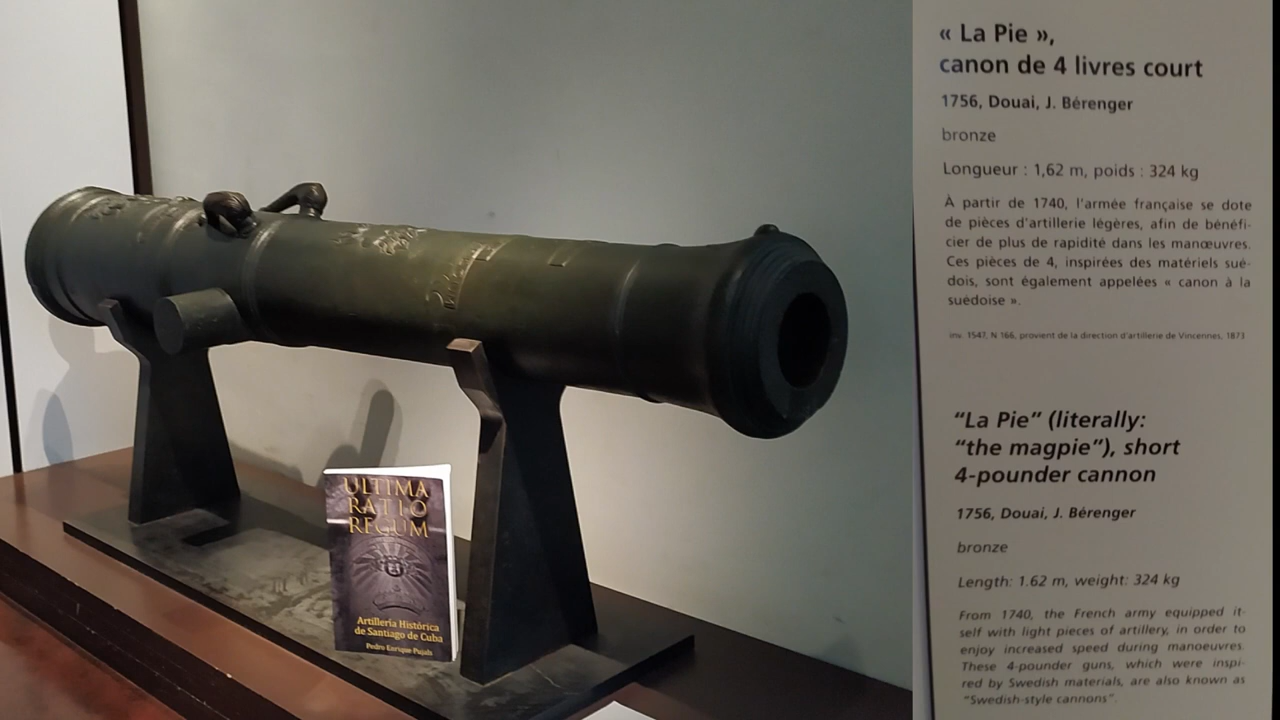 ULTIMA
RATIO
REGUM
Artillería Histórica
de Santiago de Cuba
Pedro Enrique Pujals
« La Pie »,
canon de 4 livres court
1756, Douai, J. Bérenger
bronze
Longueur : 1,62 m, poids : 324 kg
À partir de 1740, l'armée française se dote
de pièces d'artillerie légères, afin de bénéfi-
cier de plus de rapidité dans les manœuvres.
Ces pièces de 4, inspirées des matériels sué-
dois, sont également appelées « canon à la
suédoise ».
Inv. 1547, N 166, provient de la direction d'artillerie de Vincennes, 1873
"La Pie" (literally:
"the magpie"), short
4-pounder cannon
1756, Douai, J. Bérenger
bronze
Length: 1.62 m, weight: 324 kg
From 1740, the French army equipped it-
self with light pieces of artillery, in order to
enjoy increased speed during manoeuvres.
These 4-pounder guns, which were inspi-
red by Swedish materials, are also known as
"Swedish-style cannons".